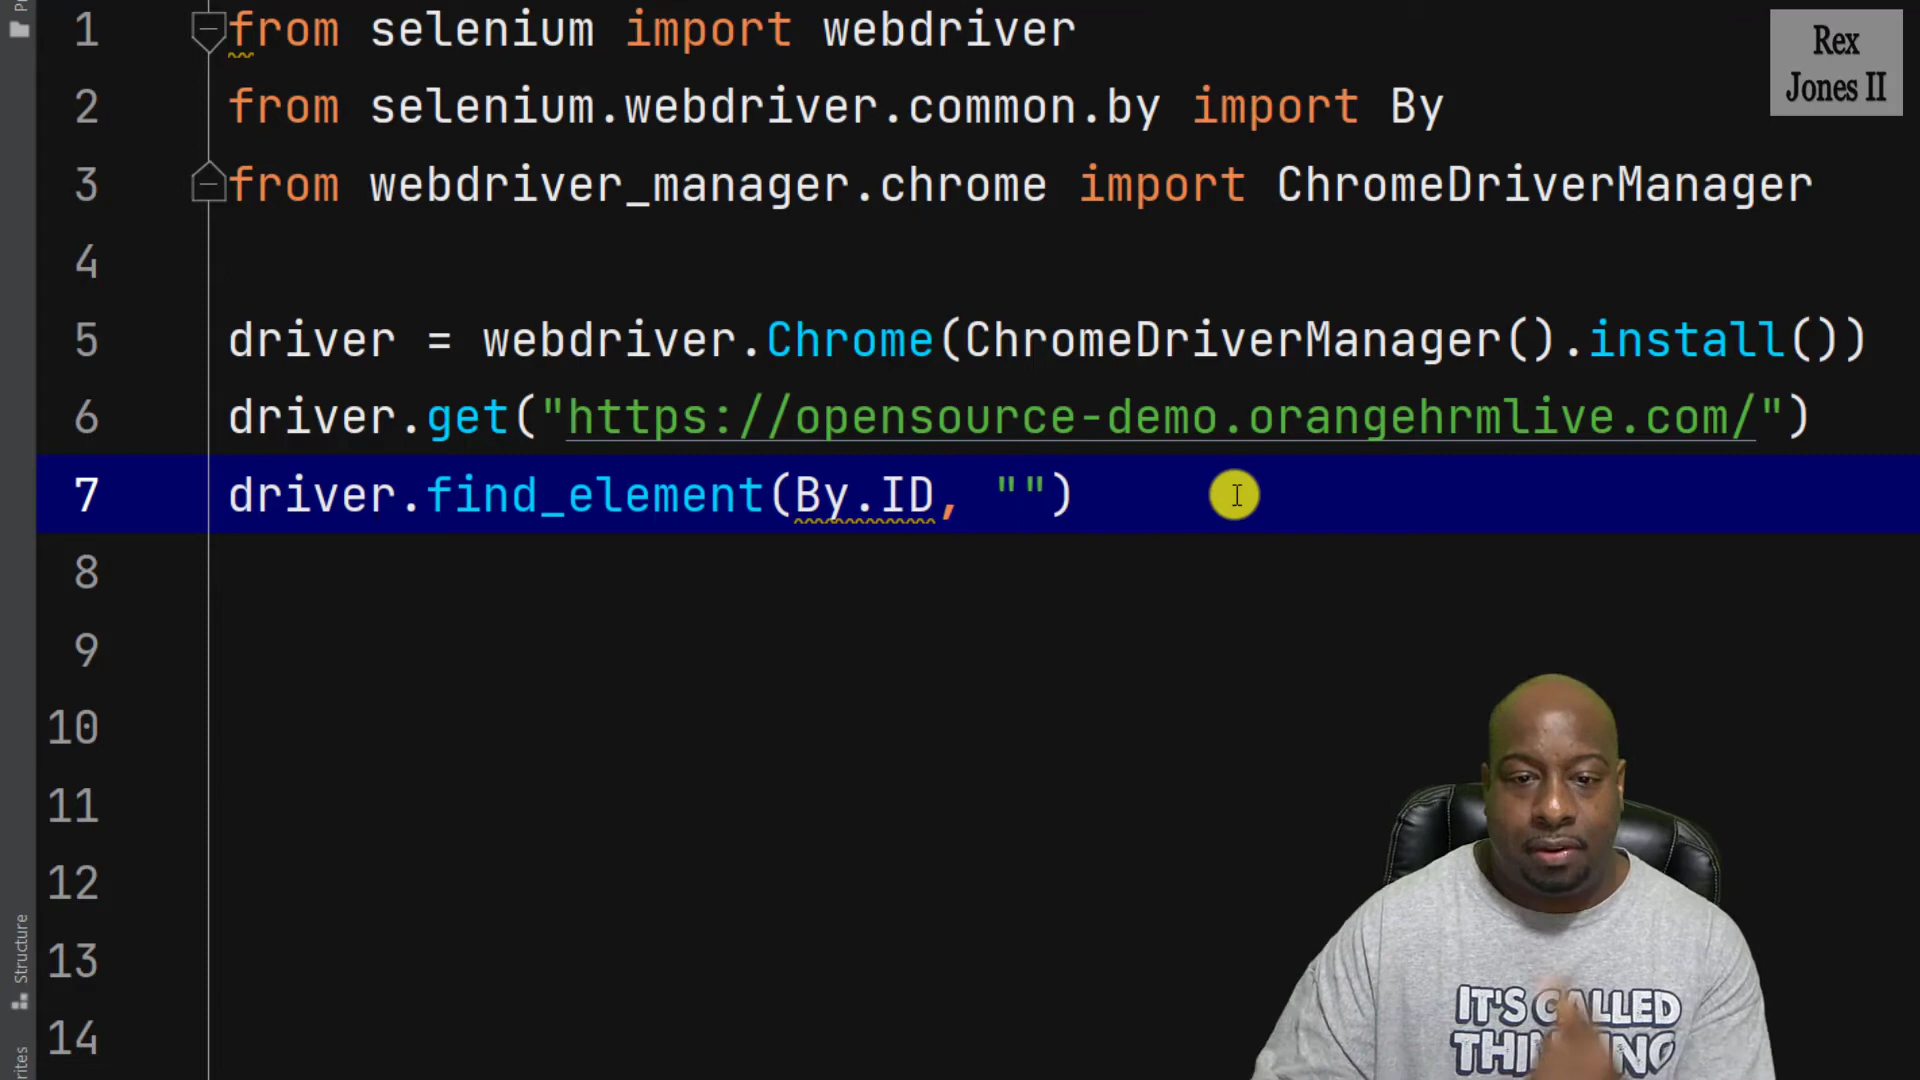 1 from selenium import webdriver
2 from selenium.webdriver.common.by import By
3 from webdriver_manager.chrome import ChromeDriverManager
4
5 driver = webdriver.Chrome(ChromeDriverManager().install())
6 driver.get("https://opensource-demo.orangehrmlive.com/")
7 driver.find_element(By.ID, "")
8
9
10
11
12
13
14
Rex
Jones II
Structure
IT'S CALLED